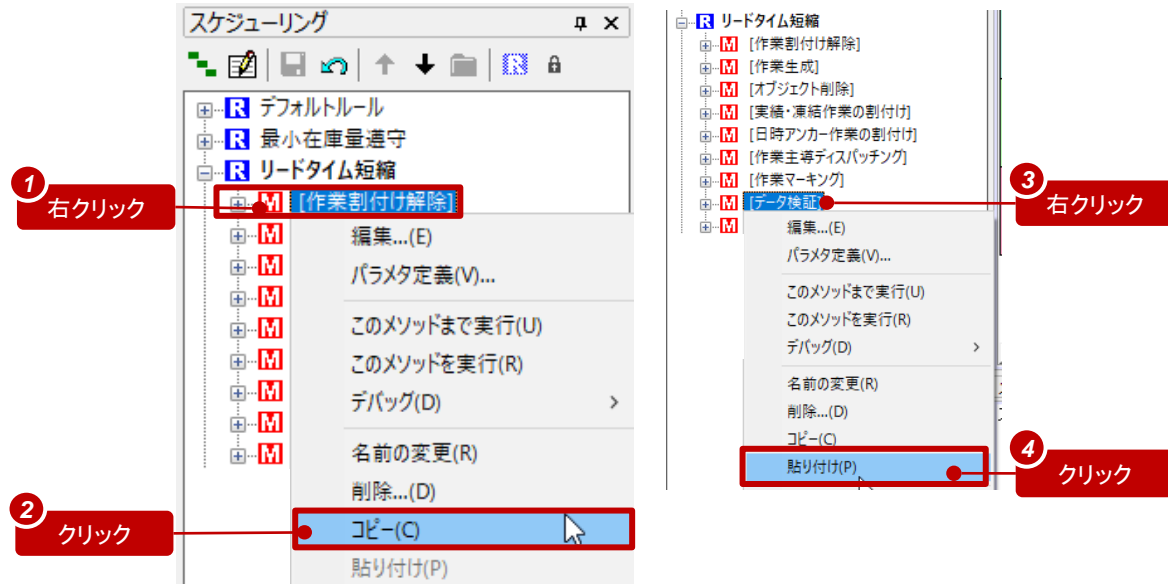 スケジューリング
R デフォルトルール
R 最小在庫量遵守
R リードタイム短縮
1
右クリック
M [作業割付け解除]
M
M
M
M
M
M
M
M
編集...(E)
パラメタ定義(V)...
このメソッドまで実行(U)
このメソッドを実行(R)
デバッグ(D)
名前の変更(R)
削除...(D)
2
クリック
コピー(C)
貼り付け(P)
R リードタイム短縮
M [作業割付け解除]
M [作業生成]
M [オブジェクト削除]
M [実績・凍結作業の割付け]
M [日時アンカー作業の割付け]
M [作業主導ディスパッチング]
M [作業マーキング]
M [データ検証]
3
右クリック
M
編集...(E)
パラメタ定義(V)...
このメソッドまで実行(U)
このメソッドを実行(R)
デバッグ(D)
名前の変更(R)
削除...(D)
コピー(C)
貼り付け(P)
4
クリック